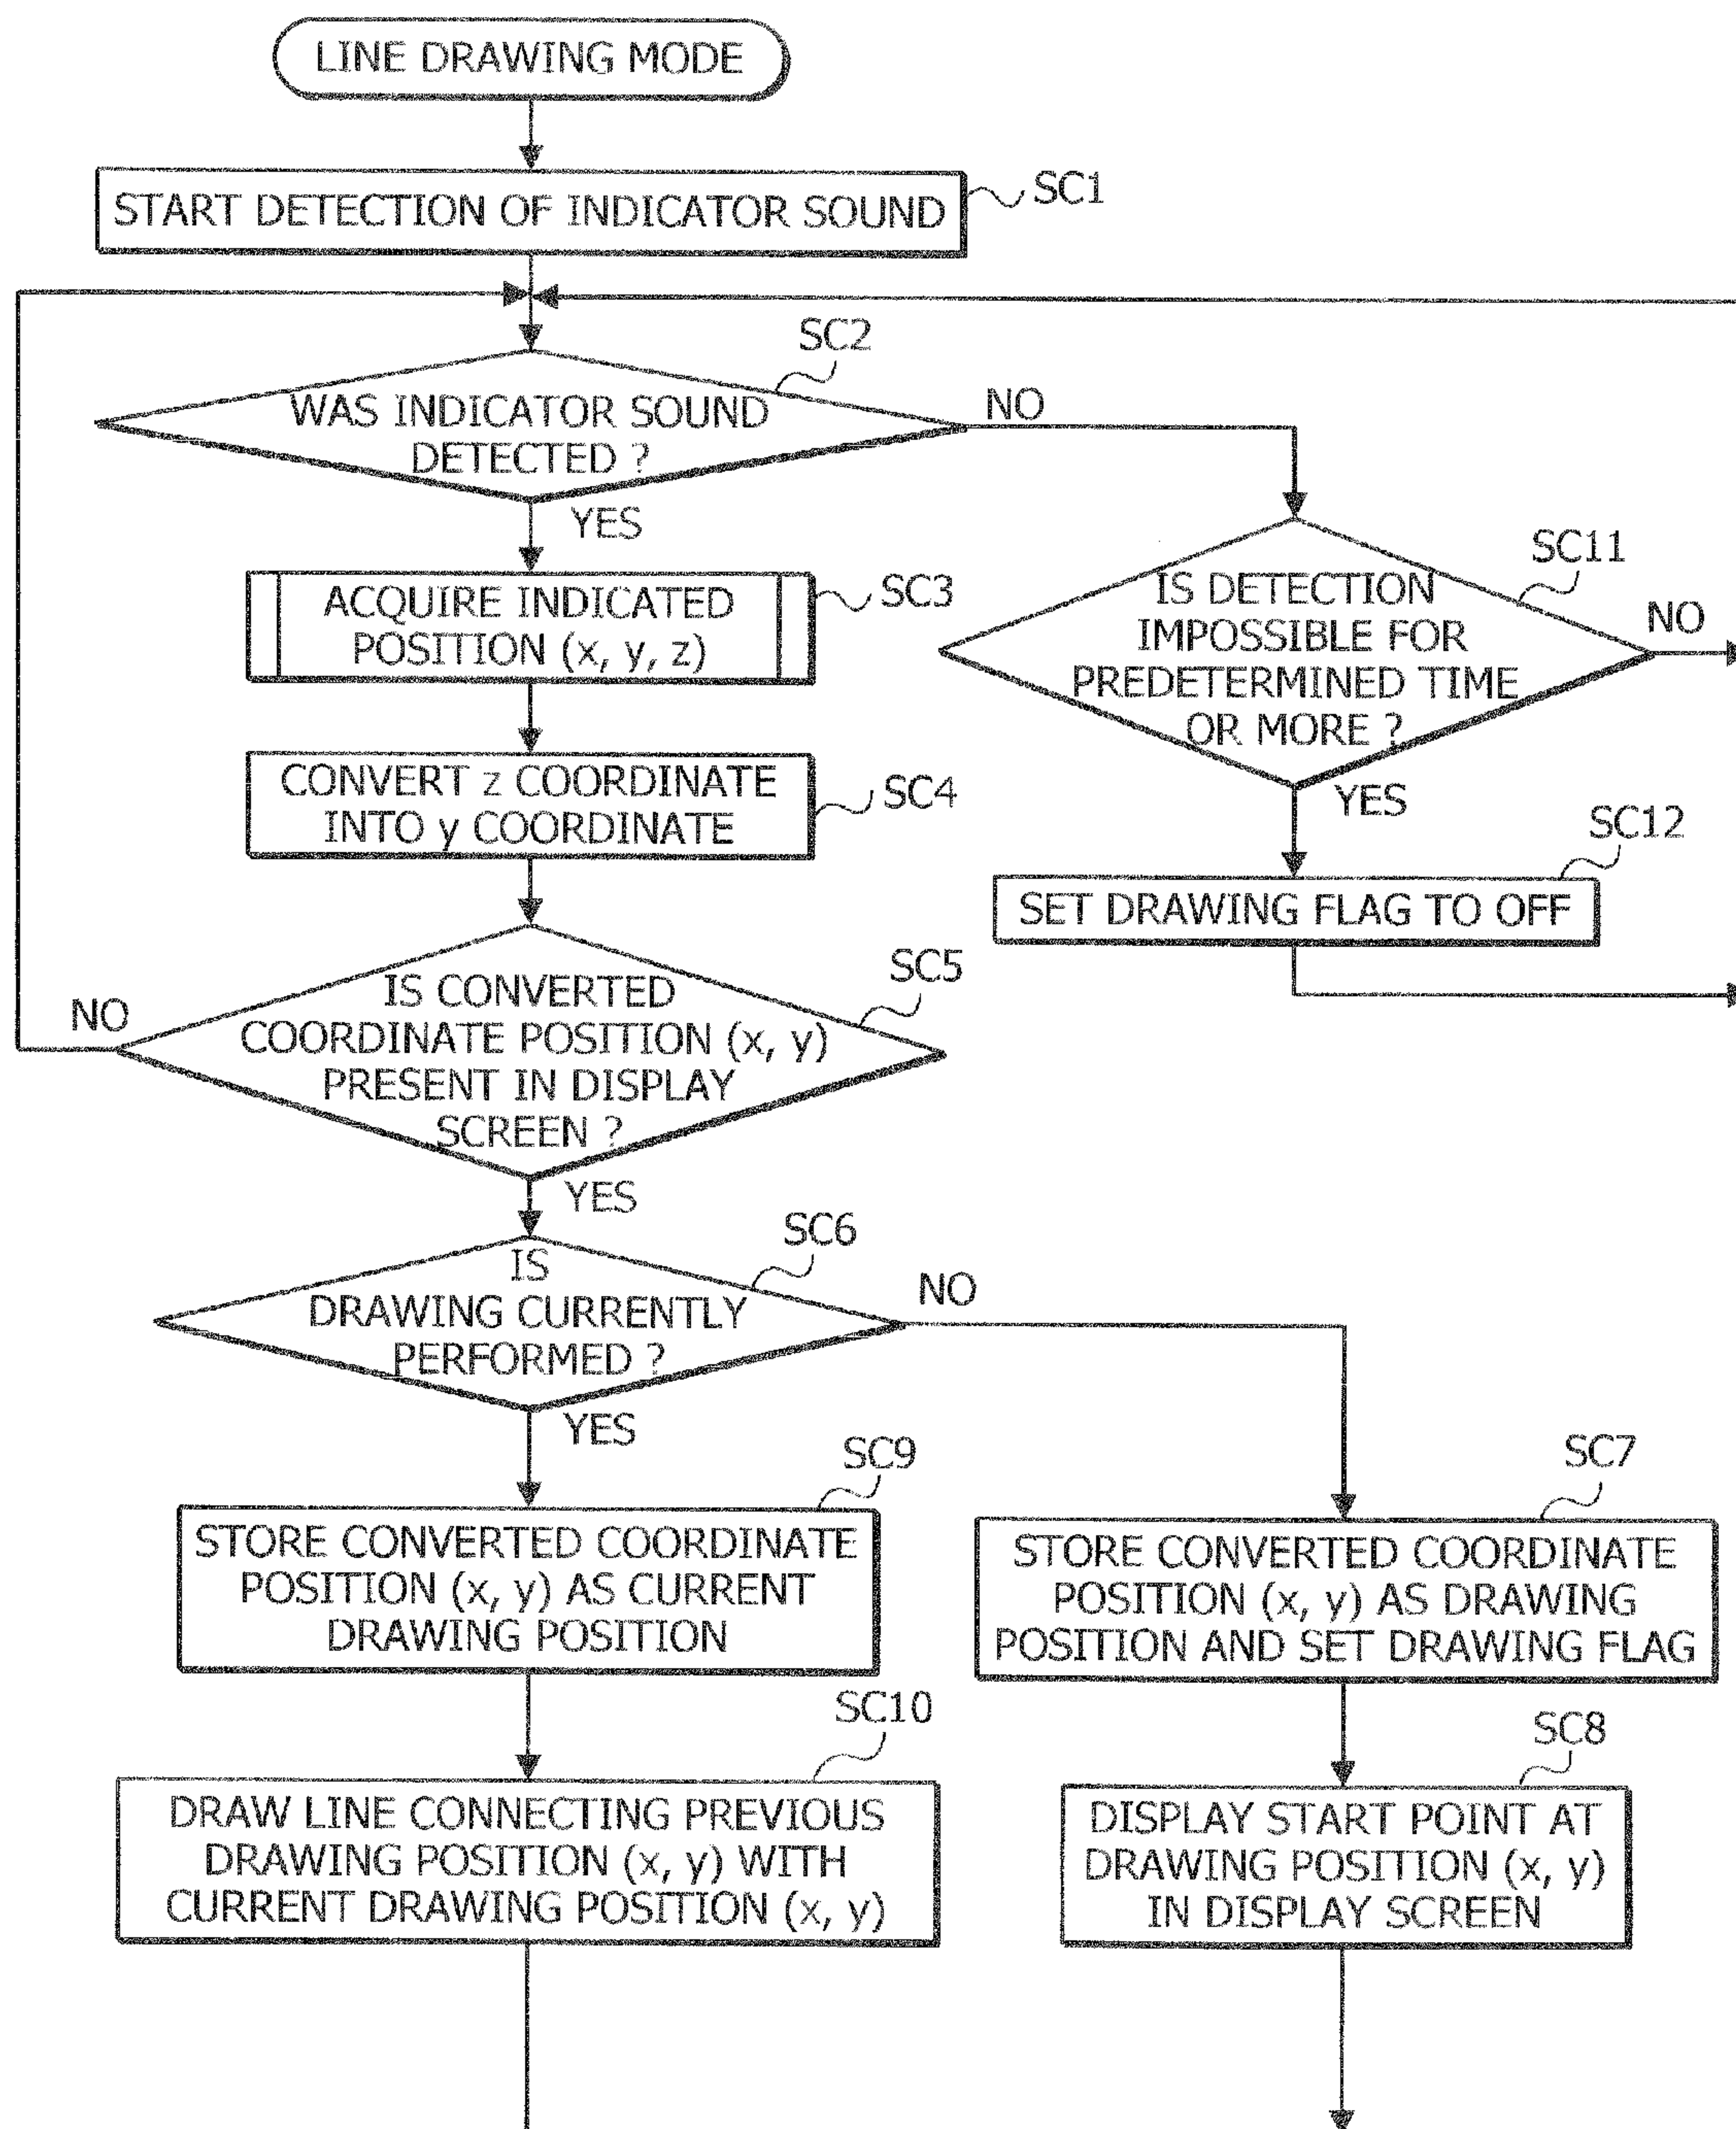 LINE DRAWING MODE
START DETECTION OF INDICATOR SOUND
SC1
SC2
WAS INDICATOR SOUND
DETECTED ?
NO
YES
ACQUIRE INDICATED
POSITION (x, y, z)
SC3
SC11
IS DETECTION
IMPOSSIBLE FOR
PREDETERMINED TIME
OR MORE ?
NO
YES
CONVERT z COORDINATE
INTO y COORDINATE
SC4
SC12
SET DRAWING FLAG TO OFF
SC5
IS CONVERTED
COORDINATE POSITION (x, y)
PRESENT IN DISPLAY
SCREEN ?
NO
YES
SC6
IS
DRAWING CURRENTLY
PERFORMED ?
NO
YES
SC9
STORE CONVERTED COORDINATE
POSITION (x, y) AS CURRENT
DRAWING POSITION
SC7
STORE CONVERTED COORDINATE
POSITION (x, y) AS DRAWING
POSITION AND SET DRAWING FLAG
SC10
DRAW LINE CONNECTING PREVIOUS
DRAWING POSITION (x, y) WITH
CURRENT DRAWING POSITION (x, y)
SC8
DISPLAY START POINT AT
DRAWING POSITION (x, y)
IN DISPLAY SCREEN